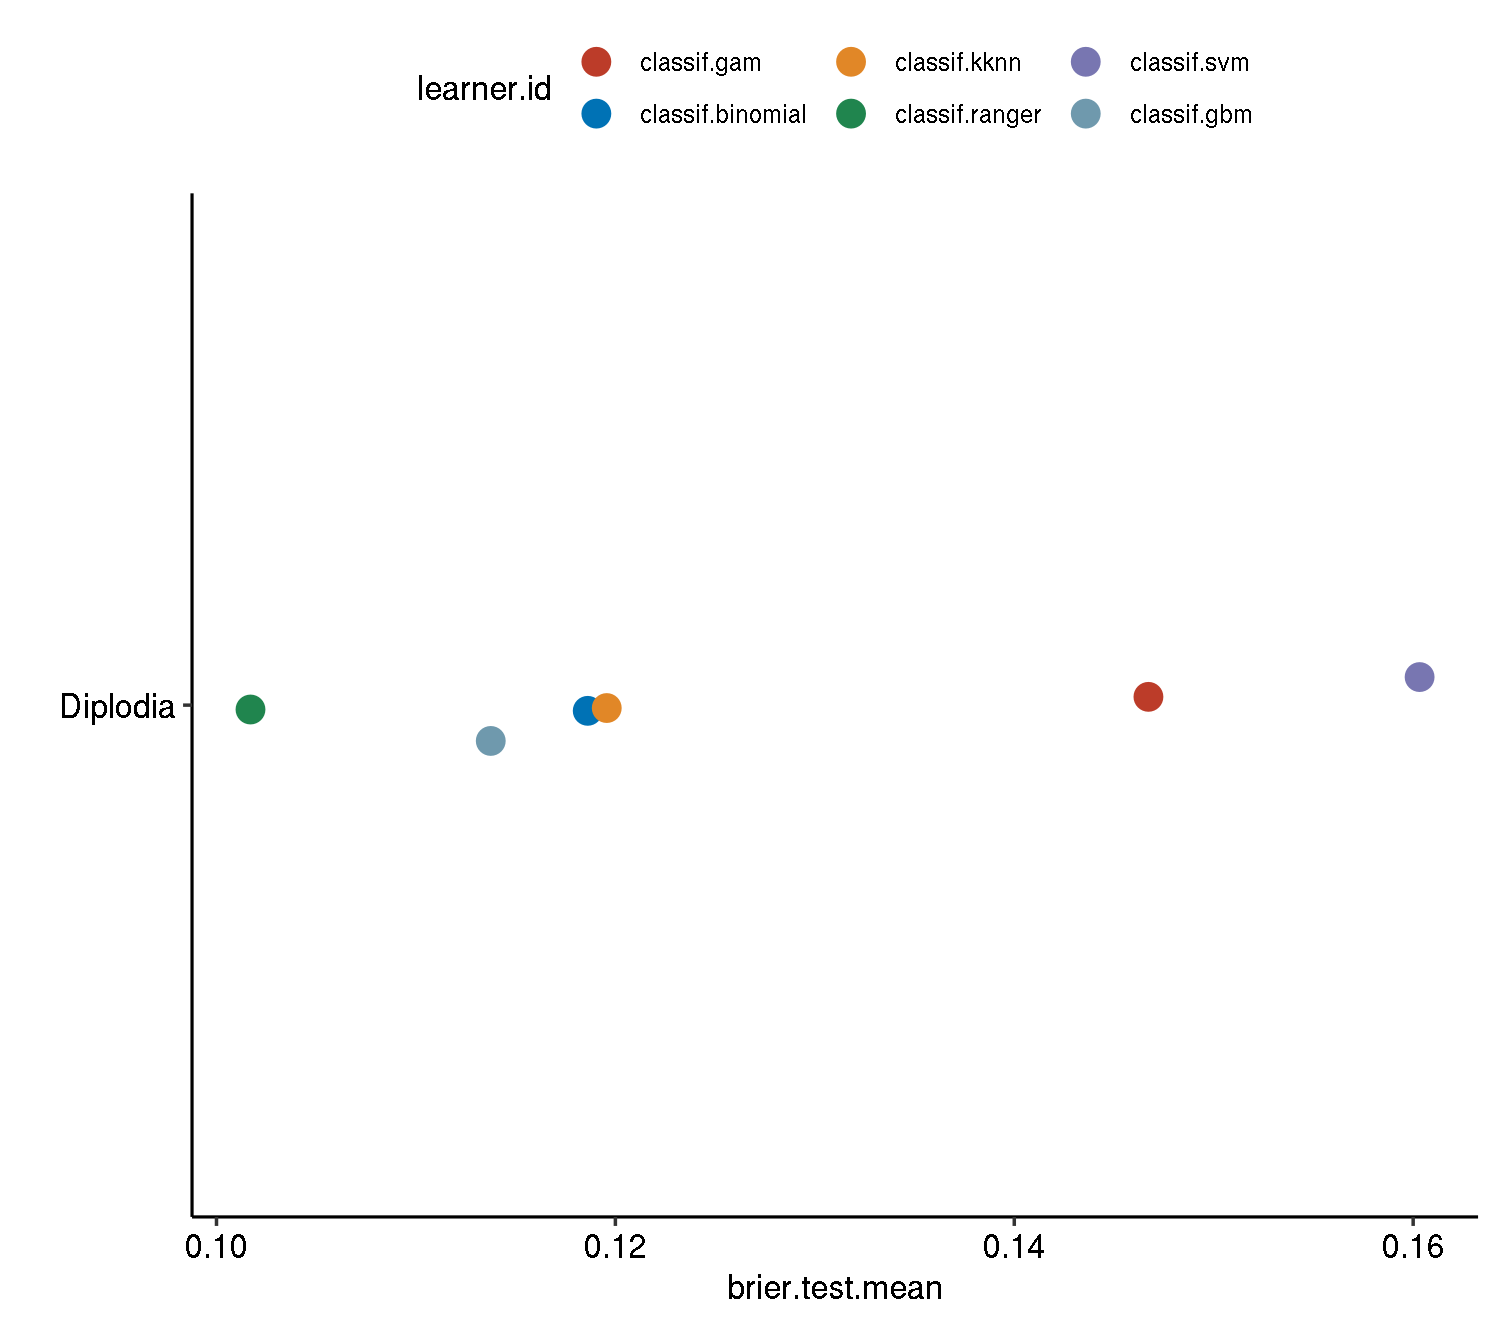 learner.id
classif.gam classif.kknn classif.svm
classif.binomial classif.ranger classif.gbm
Diplodia
0.10 0.12 0.14 0.16
brier.test.mean